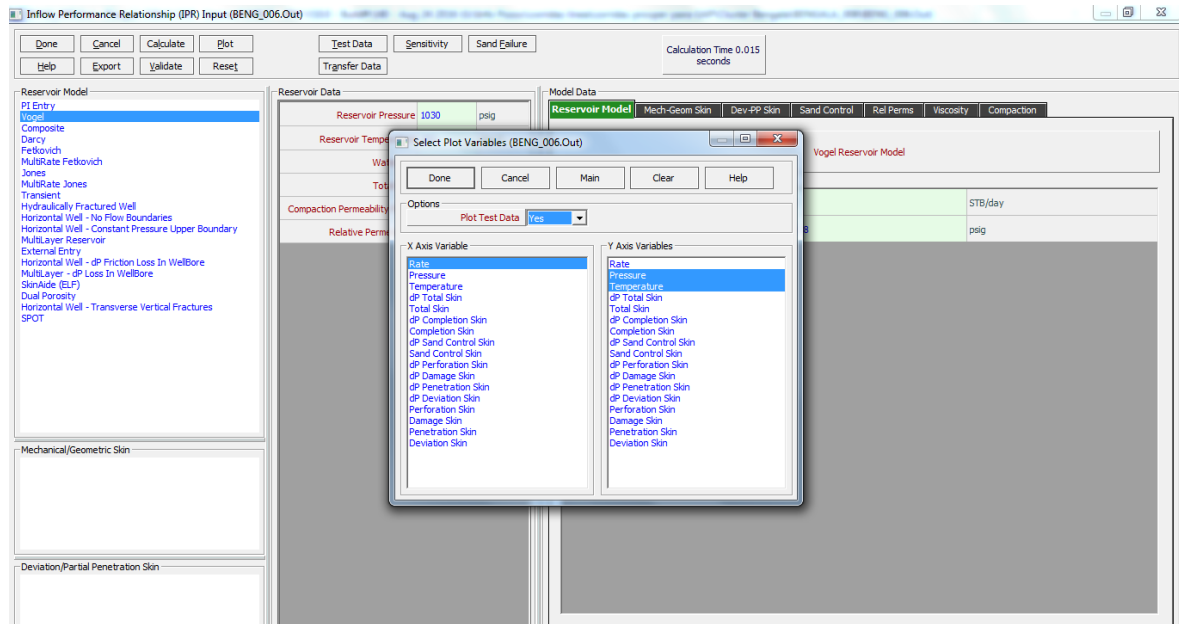 Inflow Performance Relationship (IPR) Input (BENG_006.Out)
Done Cancel Calculate Plot Test Data Sensitivity Sand Failure
Help Export Validate Reset Transfer Data
Calculation Time 0.015
seconds
Reservoir Model
PI Entry
Vogel
Composite
Darcy
Fetkovich
MultiRate Fetkovich
Jones
MultiRate Jones
Transient
Hydraulically Fractured Well
Horizontal Well - No Flow Boundaries
Horizontal Well - Constant Pressure Upper Boundary
MultiLayer Reservoir
External Entry
Horizontal Well - dP Friction Loss In WellBore
MultiLayer - dP Loss In WellBore
SkinAide (ELF)
Dual Porosity
Horizontal Well - Transverse Vertical Fractures
SPOT
Mechanical/Geometric Skin
Deviation/Partial Penetration Skin
Reservoir Data
Reservoir Pressure 1030 psig
Reservoir Tempe
Wat
Tot
Compaction Permeability
Relative Perme
Model Data
Reservoir Model Mech-Geom Skin Dev-PP Skin Sand Control Rel Perms Viscosity Compaction
Vogel Reservoir Model
STB/day
8 psig
Select Plot Variables (BENG_006.Out)
Done Cancel Main Clear Help
Options
Plot Test Data Yes
X Axis Variable
Rate
Pressure
Temperature
dP Total Skin
Total Skin
dP Completion Skin
Completion Skin
dP Sand Control Skin
Sand Control Skin
dP Perforation Skin
dP Damage Skin
dP Penetration Skin
dP Deviation Skin
Perforation Skin
Damage Skin
Penetration Skin
Deviation Skin
Y Axis Variables
Rate
Pressure
Temperature
dP Total Skin
Total Skin
dP Completion Skin
Completion Skin
dP Sand Control Skin
Sand Control Skin
dP Perforation Skin
dP Damage Skin
dP Penetration Skin
dP Deviation Skin
Perforation Skin
Damage Skin
Penetration Skin
Deviation Skin